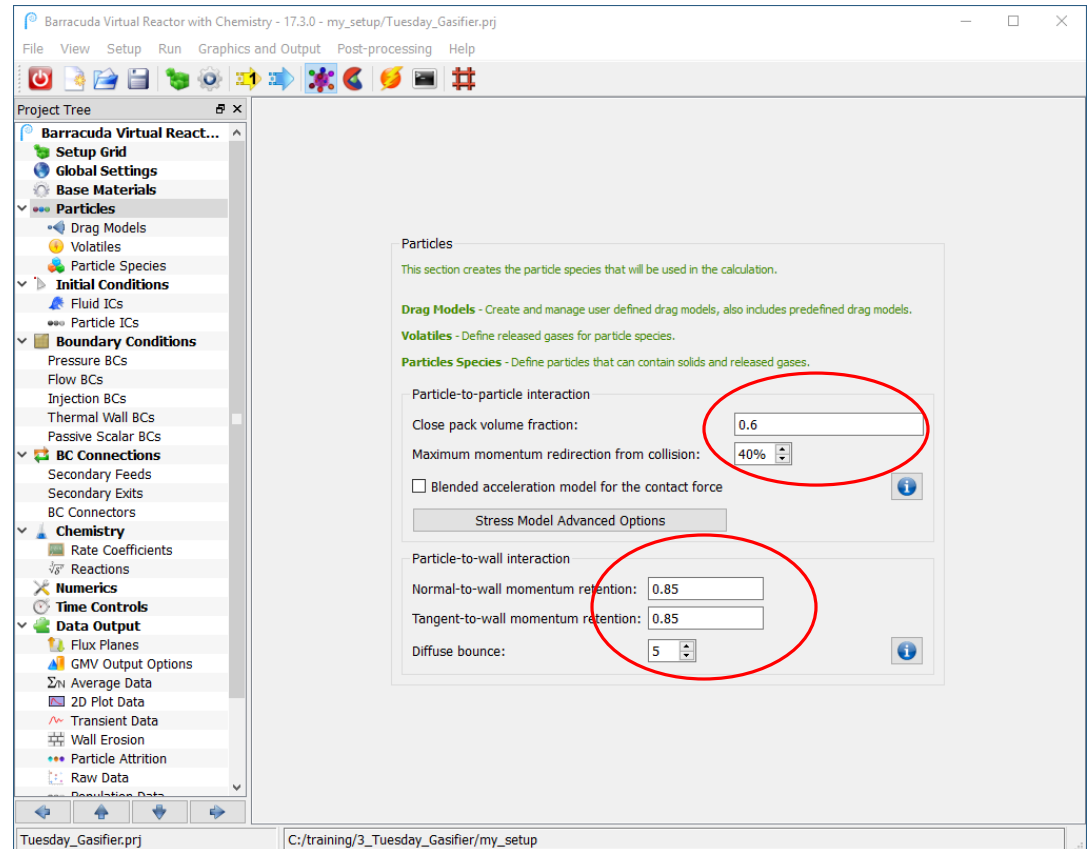 Barracuda Virtual Reactor with Chemistry - 17.3.0 - my_setup/Tuesday_Gasifier.prj
File View Setup Run Graphics and Output Post-processing Help
Project Tree
Barracuda Virtual React...
Setup Grid
Global Settings
Base Materials
Particles
Drag Models
Volatiles
Particle Species
Initial Conditions
Fluid ICs
Particle ICs
Boundary Conditions
Pressure BCs
Flow BCs
Injection BCs
Thermal Wall BCs
Passive Scalar BCs
BC Connections
Secondary Feeds
Secondary Exits
BC Connectors
Chemistry
Rate Coefficients
Reactions
Numerics
Time Controls
Data Output
Flux Planes
GMV Output Options
Average Data
2D Plot Data
Transient Data
Wall Erosion
Particle Attrition
Raw Data
Population Data
Particles
This section creates the particle species that will be used in the calculation.
Drag Models - Create and manage user defined drag models, also includes predefined drag models.
Volatiles - Define released gases for particle species.
Particles Species - Define particles that can contain solids and released gases.
Particle-to-particle interaction
Close pack volume fraction: 0.6
Maximum momentum redirection from collision: 40%
Blended acceleration model for the contact force
Stress Model Advanced Options
Particle-to-wall interaction
Normal-to-wall momentum retention: 0.85
Tangent-to-wall momentum retention: 0.85
Diffuse bounce: 5
Tuesday_Gasifier.prj C:/training/3_Tuesday_Gasifier/my_setup